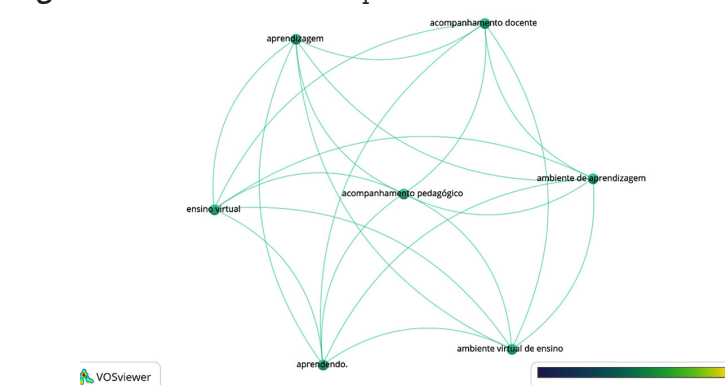 acompanhamento docente
aprendizagem
ambiente de aprendizagem
acompanhamento pedagógico
ensino virtual
ambiente virtual de ensino
aprendendo.
VOSviewer